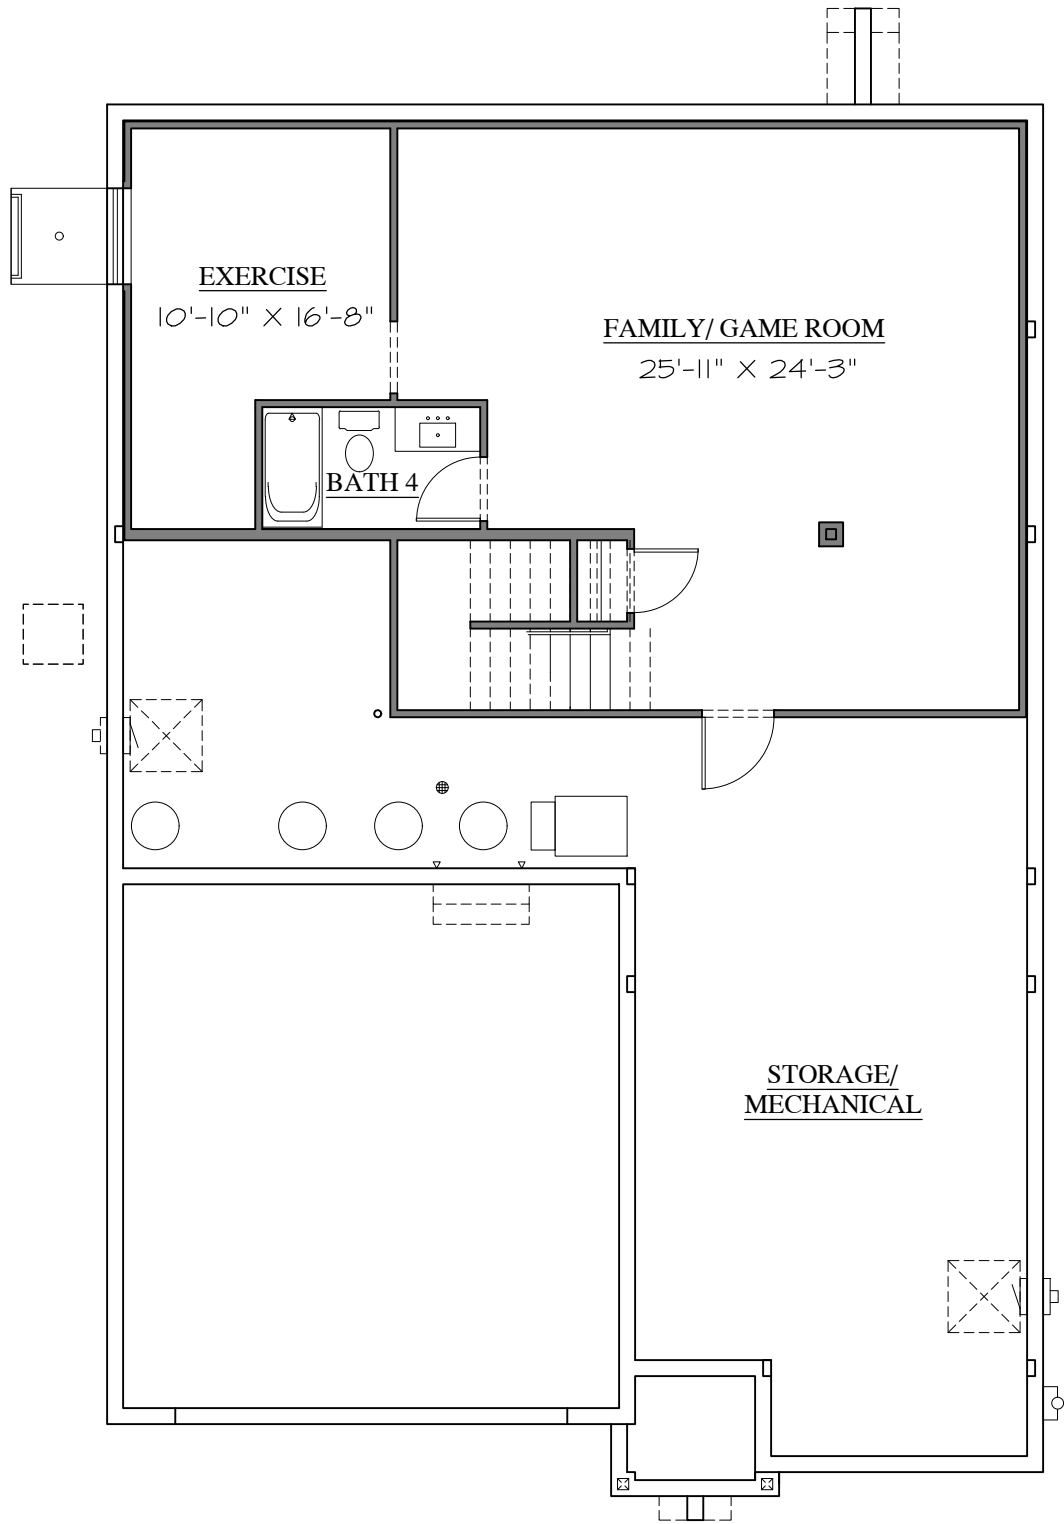 EXERCISE
10'-10" X 16'-8"
FAMILY/ GAME ROOM
25'-11" X 24'-3"
BATH 4
STORAGE/
MECHANICAL